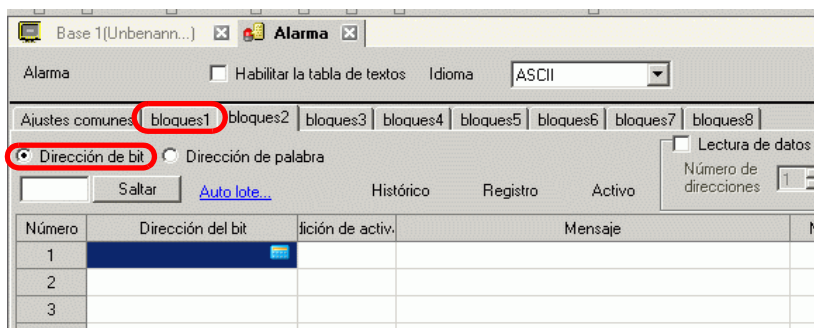 Base 1(Unbenann...) Alarma
Alarma Habilitar la tabla de textos Idioma ASCII
Ajustes comunes bloques1 bloques2 bloques3 bloques4 bloques5 bloques6 bloques7 bloques8
Dirección de bit Dirección de palabra Lectura de datos
Saltar Auto lote... Histórico Registro Activo Número de direcciones 1
Número Dirección del bit dición de activ. Mensaje
1
2
3